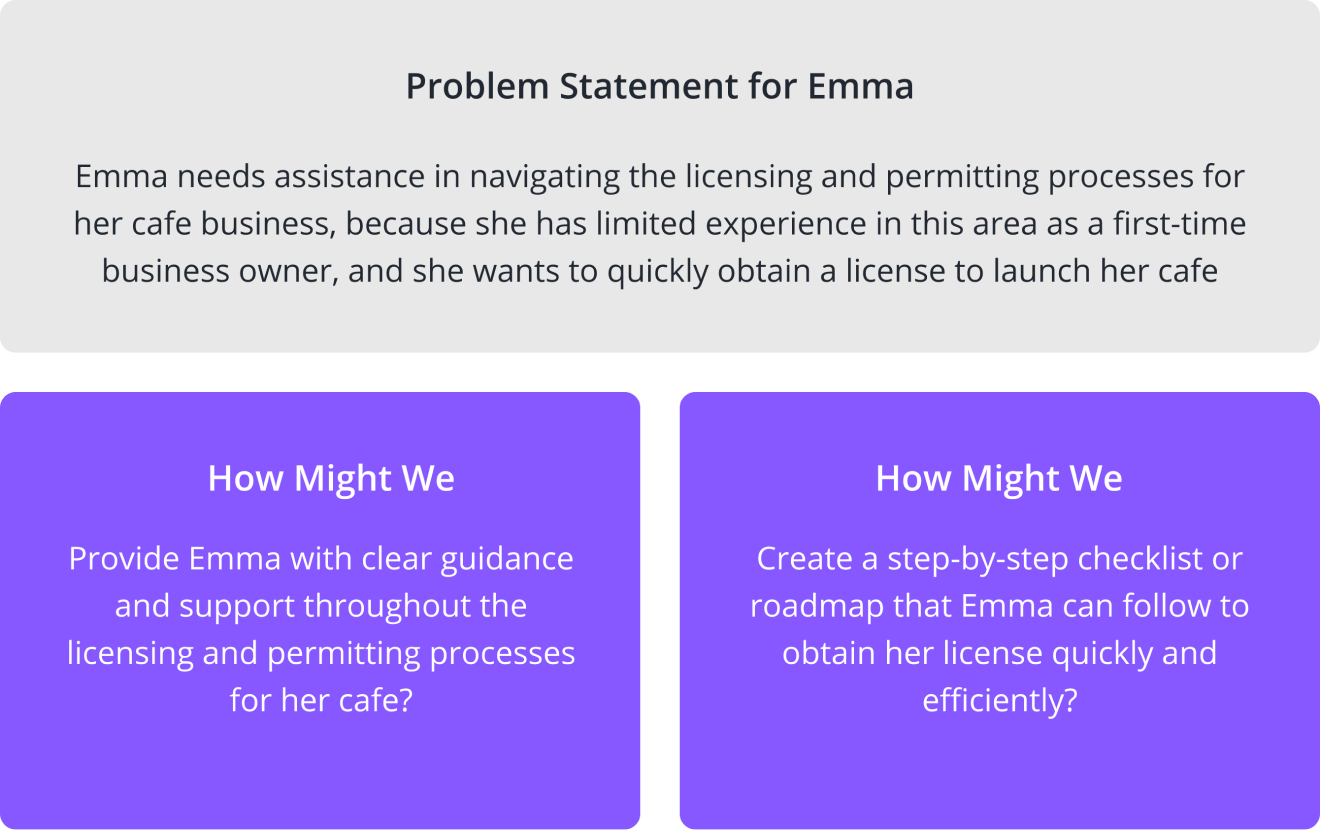 Problem Statement for Emma
Emma needs assistance in navigating the licensing and permitting processes for
her cafe business, because she has limited experience in this area as a first-time
business owner, and she wants to quickly obtain a license to launch her cafe
How Might We
Provide Emma with clear guidance
and support throughout the
licensing and permitting processes
for her cafe?
How Might We
Create a step-by-step checklist or
roadmap that Emma can follow to
obtain her license quickly and
efficiently?